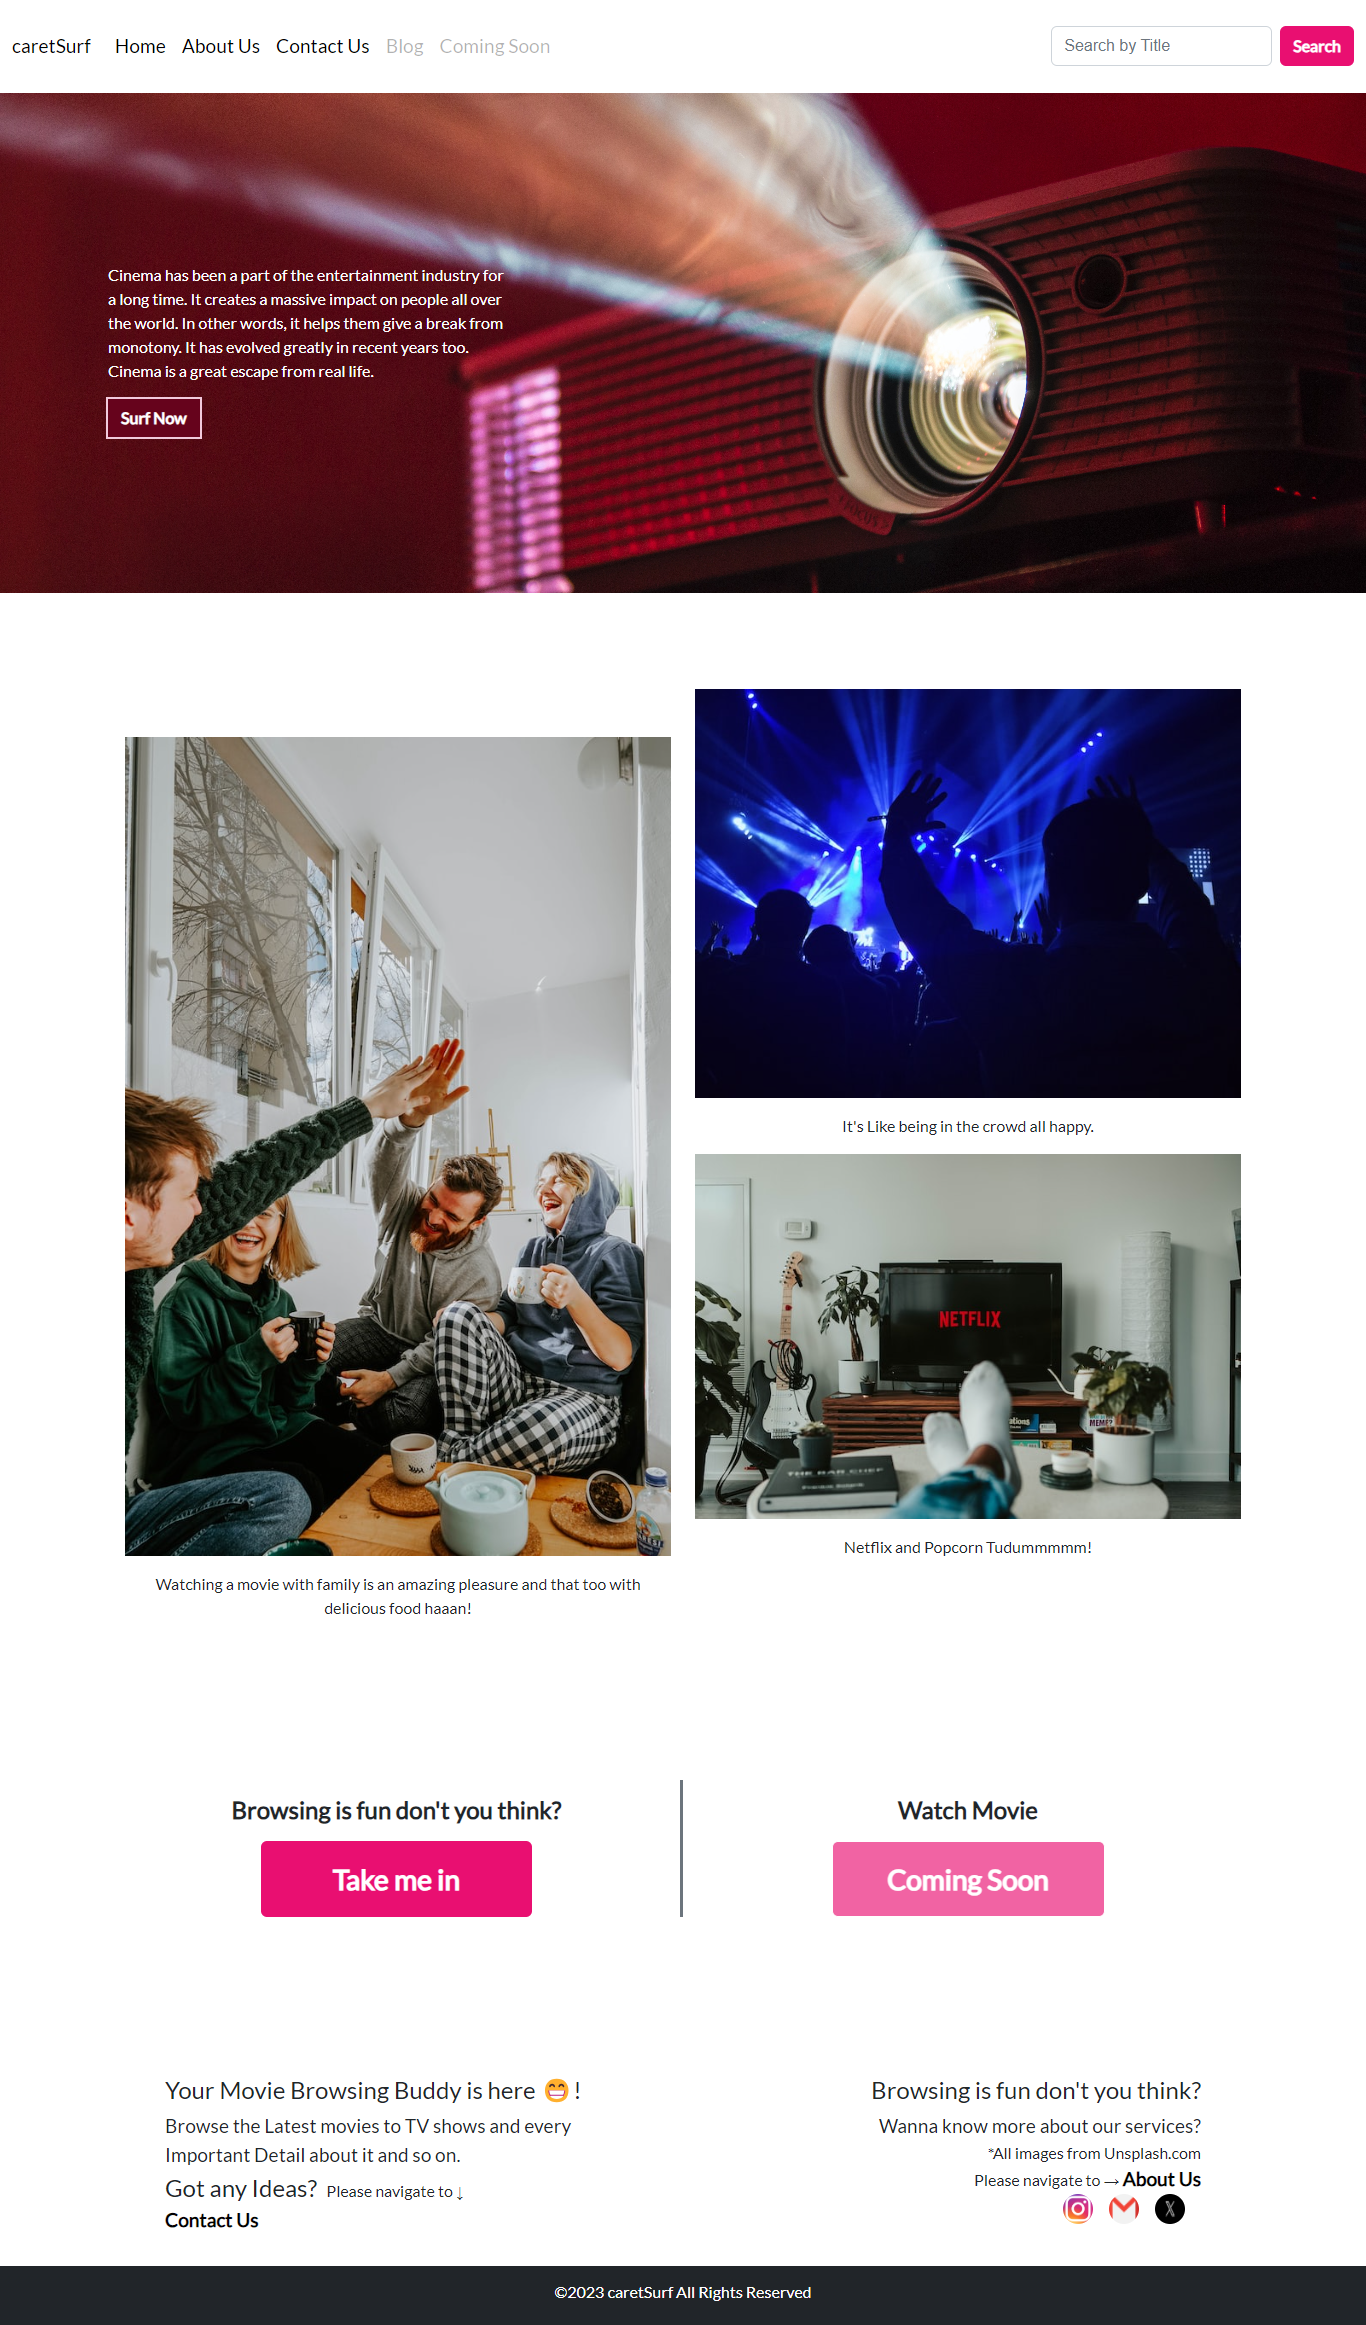 caretSurf Home About Us Contact Us Blog Coming Soon Search by Title Search
Cinema has been a part of the entertainment industry for
a long time. It creates a massive impact on people all over
the world. In other words, it helps them give a break from
monotony. It has evolved greatly in recent years too.
Cinema is a great escape from real life.
Surf Now
FOCUS
It's Like being in the crowd all happy.
NETFLIX
MEME?
THE BAR CHEF
Netflix and Popcorn Tudummmmm!
Watching a movie with family is an amazing pleasure and that too with
delicious food haaan!
Browsing is fun don't you think?
Take me in
Watch Movie
Coming Soon
Your Movie Browsing Buddy is here 😁 !
Browse the Latest movies to TV shows and every
Important Detail about it and so on.
Got any Ideas? Please navigate to ↓
Contact Us
Browsing is fun don't you think?
Wanna know more about our services?
*All images from Unsplash.com
Please navigate to → About Us
©2023 caretSurf All Rights Reserved